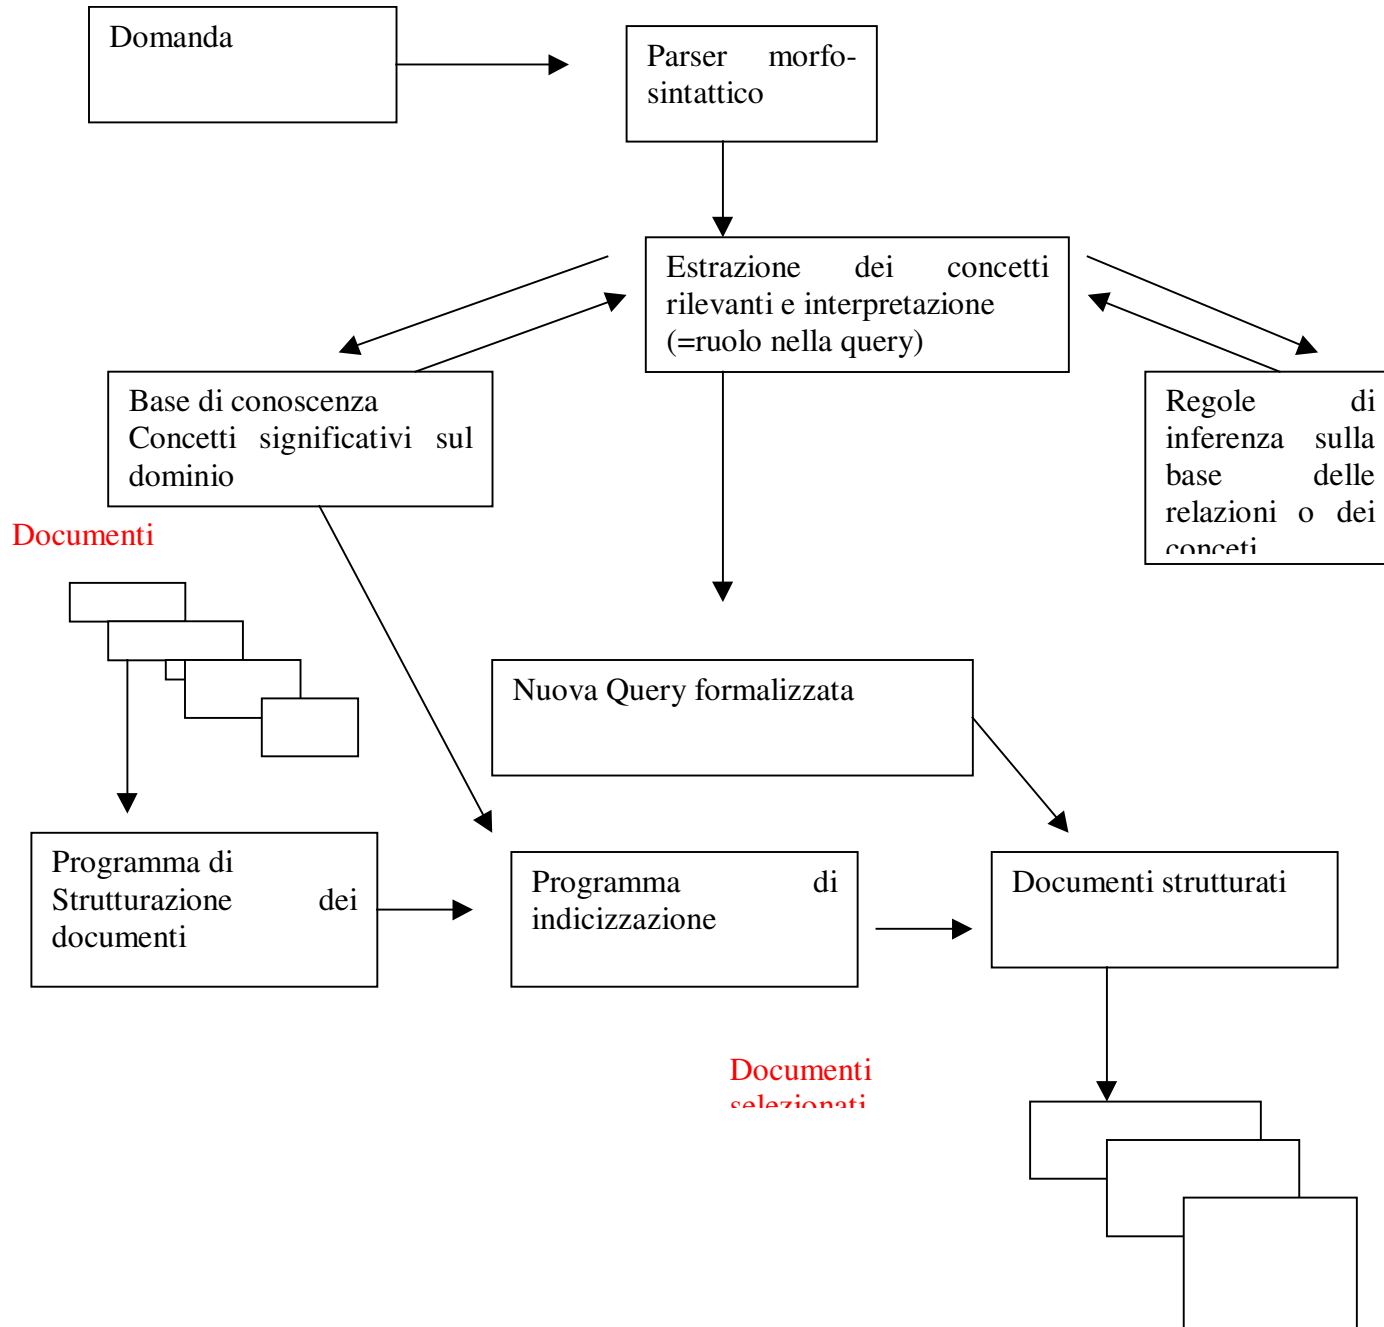 Domanda
Parser morfo-
sintattico
Estrazione dei concetti
rilevanti e interpretazione
(=ruolo nella query)
Base di conoscenza
Concetti significativi sul
dominio
Regole di
inferenza sulla
base delle
relazioni o dei
conceti
Documenti
Nuova Query formalizzata
Programma di
Strutturazione dei
documenti
Programma di
indicizzazione
Documenti strutturati
Documenti
selezionati